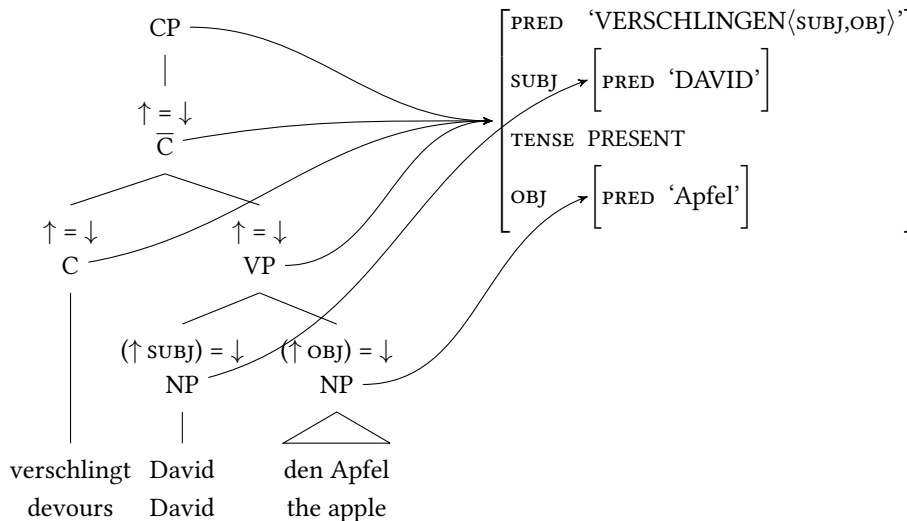 CP
↑ = ↓
C̅
↑ = ↓ ↑ = ↓
C VP
(↑ SUBJ) = ↓ (↑ OBJ) = ↓
NP NP
verschlingt David den Apfel
devours David the apple
PRED ‘VERSCHLINGEN⟨SUBJ,OBJ⟩’
SUBJ [PRED ‘DAVID’]
TENSE PRESENT
OBJ [PRED ‘Apfel’]